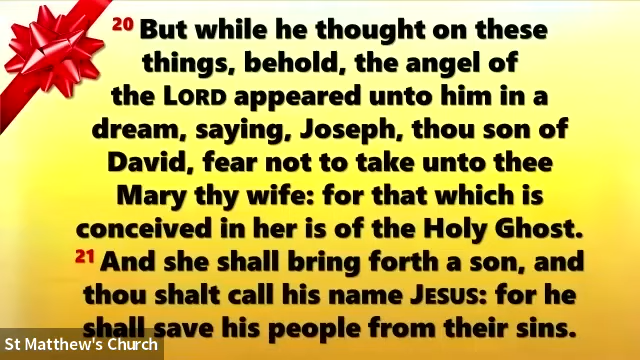 20 But while he thought on these
things, behold, the angel of
the LORD appeared unto him in a
dream, saying, Joseph, thou son of
David, fear not to take unto thee
Mary thy wife: for that which is
conceived in her is of the Holy Ghost.
21 And she shall bring forth a son, and
thou shalt call his name JESUS: for he
shall save his people from their sins.
St Matthew's Church